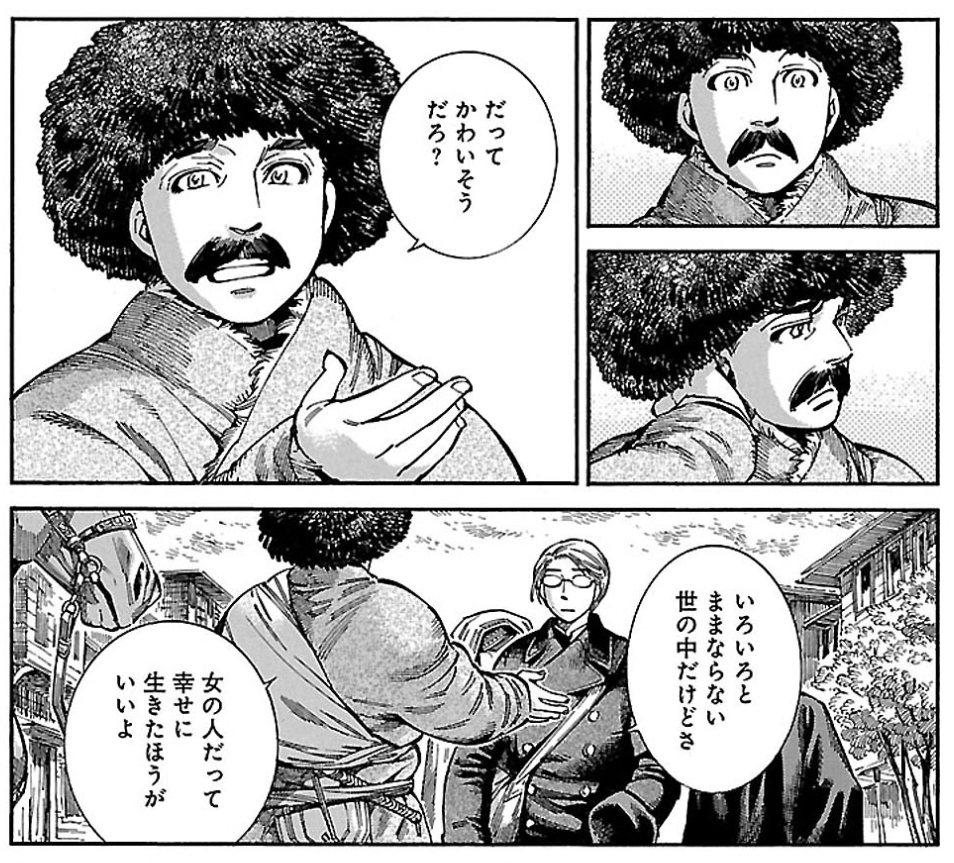 だって
かわいそう
だろ?
いろいろと
ままならない
世の中だけどさ
女の人だって
幸せに
生きたほうが
いいよ